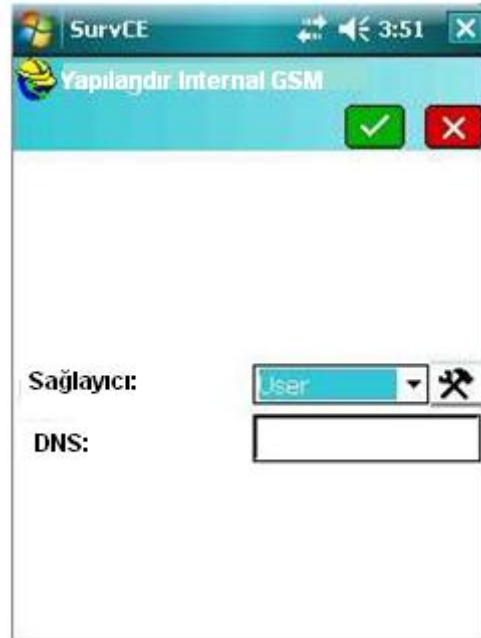 SurvCE 3:51
Yapılandır Internal GSM
Sağlayıcı: User
DNS: